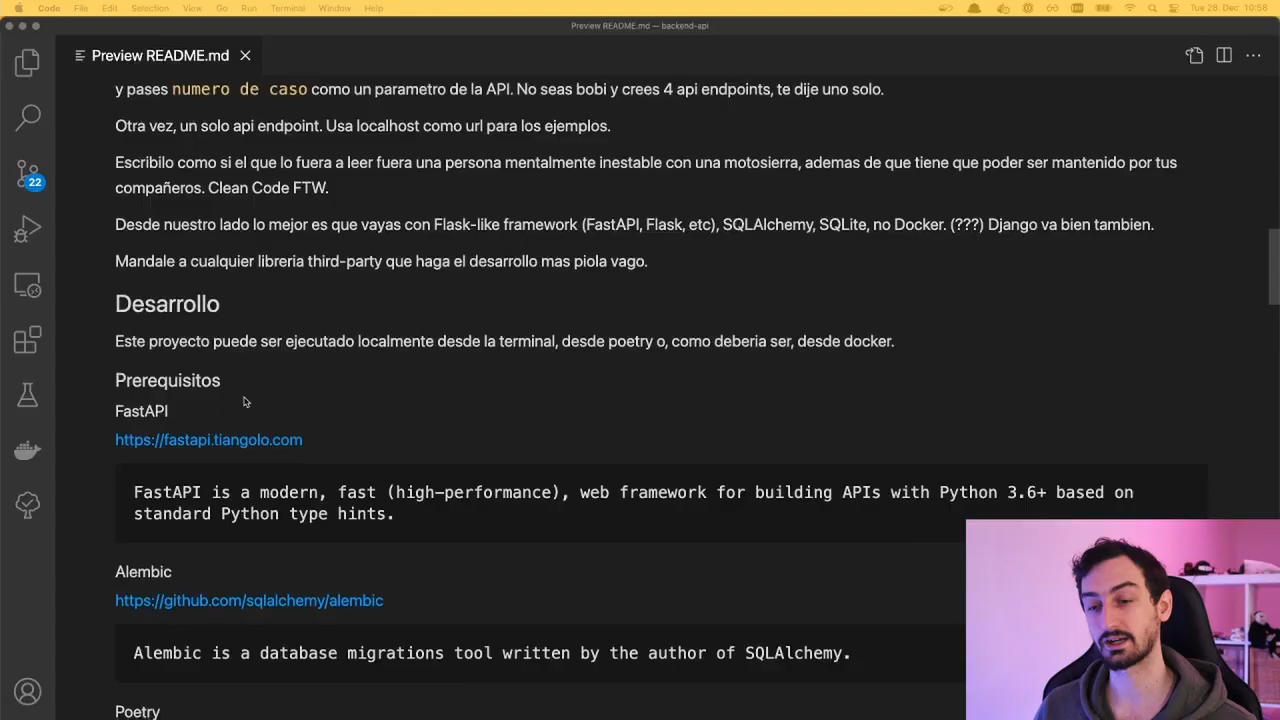 Code File Edit Selection View Go Run Terminal Window Help Tue 28. Dec 10:58
Preview README.md — backend-api
Preview README.md
y pases numero de caso como un parametro de la API. No seas bobi y crees 4 api endpoints, te dije uno solo.
Otra vez, un solo api endpoint. Usa localhost como url para los ejemplos.
Escribilo como si el que lo fuera a leer fuera una persona mentalmente inestable con una motosierra, ademas de que tiene que poder ser mantenido por tus
compañeros. Clean Code FTW.
Desde nuestro lado lo mejor es que vayas con Flask-like framework (FastAPI, Flask, etc), SQLAlchemy, SQLite, no Docker. (???) Django va bien tambien.
Mandale a cualquier libreria third-party que haga el desarrollo mas piola vago.
Desarrollo
Este proyecto puede ser ejecutado localmente desde la terminal, desde poetry o, como deberia ser, desde docker.
Prerequisitos
FastAPI
https://fastapi.tiangolo.com
FastAPI is a modern, fast (high-performance), web framework for building APIs with Python 3.6+ based on
standard Python type hints.
Alembic
https://github.com/sqlalchemy/alembic
Alembic is a database migrations tool written by the author of SQLAlchemy.
Poetry
22